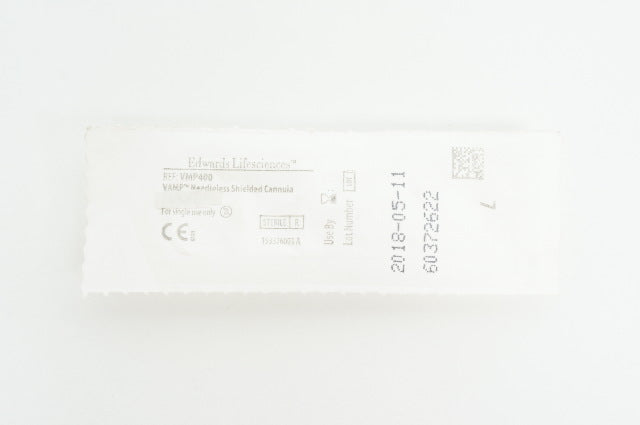 Edwards Lifesciences™
REF VMP400
VAMP™ Needleless Shielded Cannula
For single use only
STERILE R
CE
Use By
Lot Number
LOT
2018-05-11
60372622